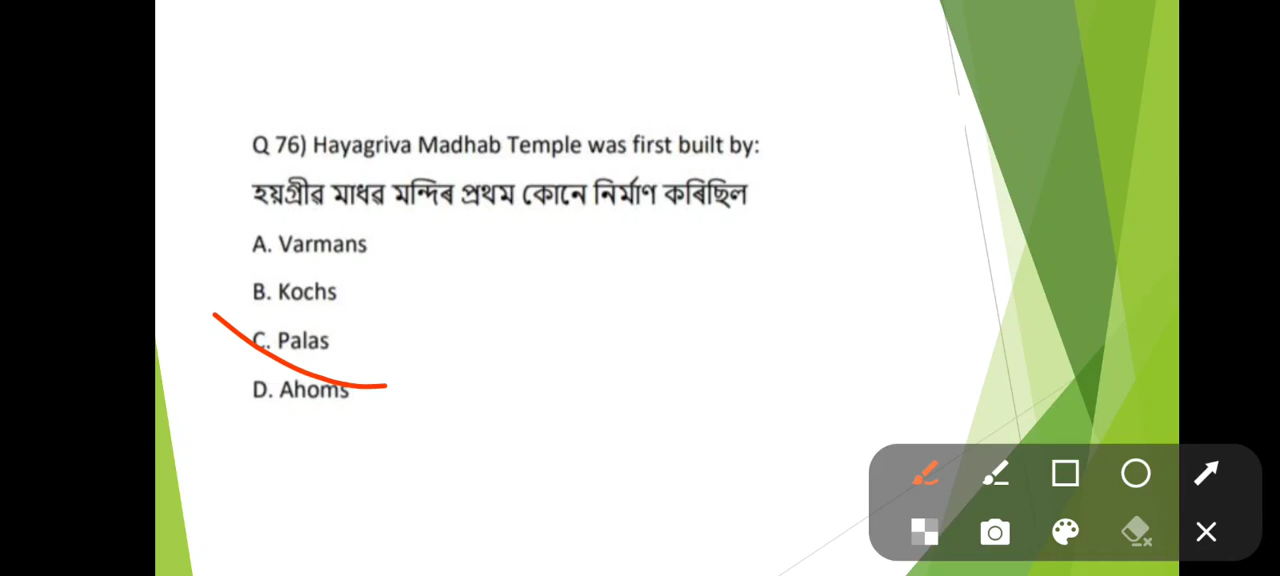 Q 76) Hayagriva Madhab Temple was first built by:
হয়গ্ৰীৱ মাধৱ মন্দিৰ প্ৰথম কোনে নিৰ্মাণ কৰিছিল
A. Varmans
B. Kochs
C. Palas
D. Ahoms